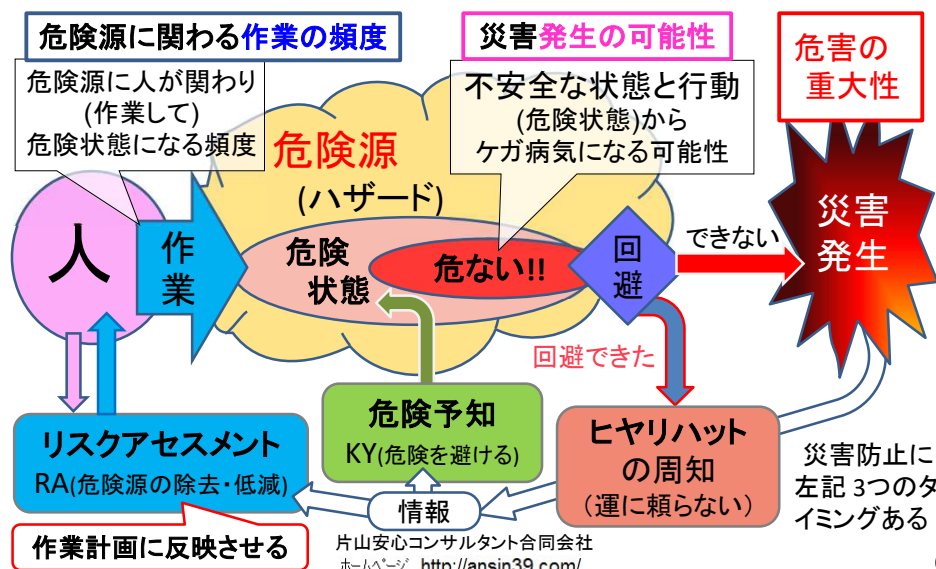 危険源に関わる作業の頻度
災害発生の可能性
危害の
重大性
危険源に人が関わり
(作業して)
危険状態になる頻度
不安全な状態と行動
(危険状態)から
ケガ病気になる可能性
危険源
(ハザード)
人
作
業
危険
状態
危ない!!
回
避
できない
災害
発生
回避できた
リスクアセスメント
RA(危険源の除去・低減)
作業計画に反映させる
危険予知
KY(危険を避ける)
情報
ヒヤリハット
の周知
(運に頼らない)
災害防止に
左記 3つのタ
イミングある
片山安心コンサルタント合同会社
ホームページ http://ansin39.com/